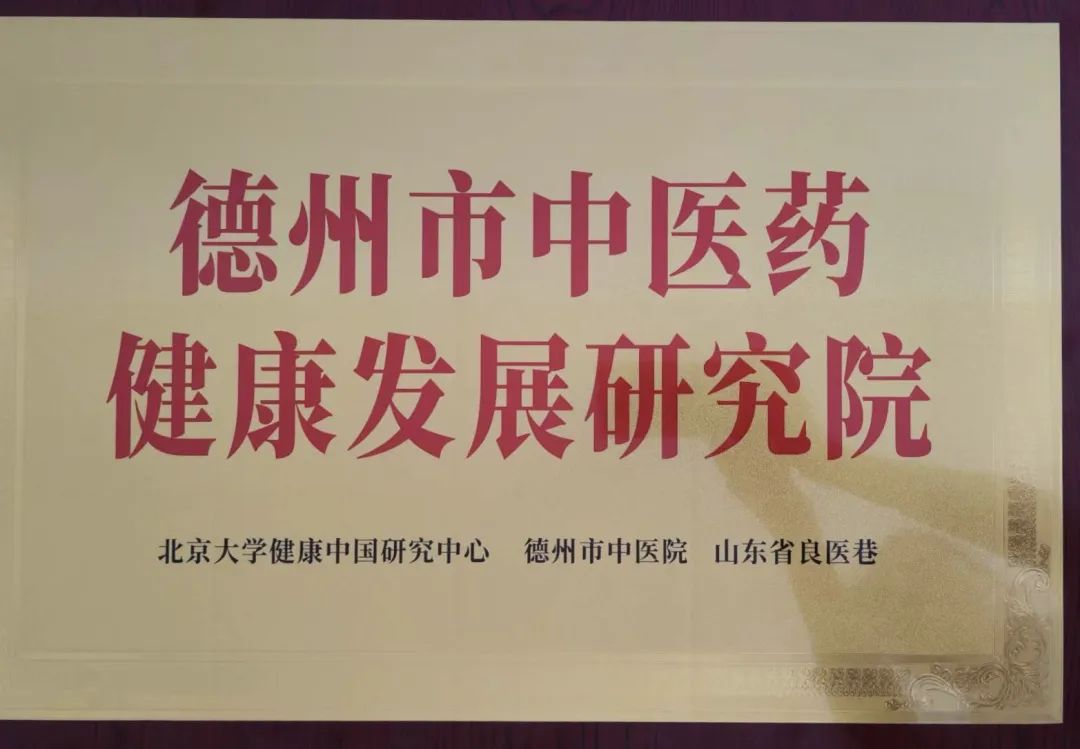 德州市中医药
健康发展研究院
北京大学健康中国研究中心 德州市中医院 山东省良医巷